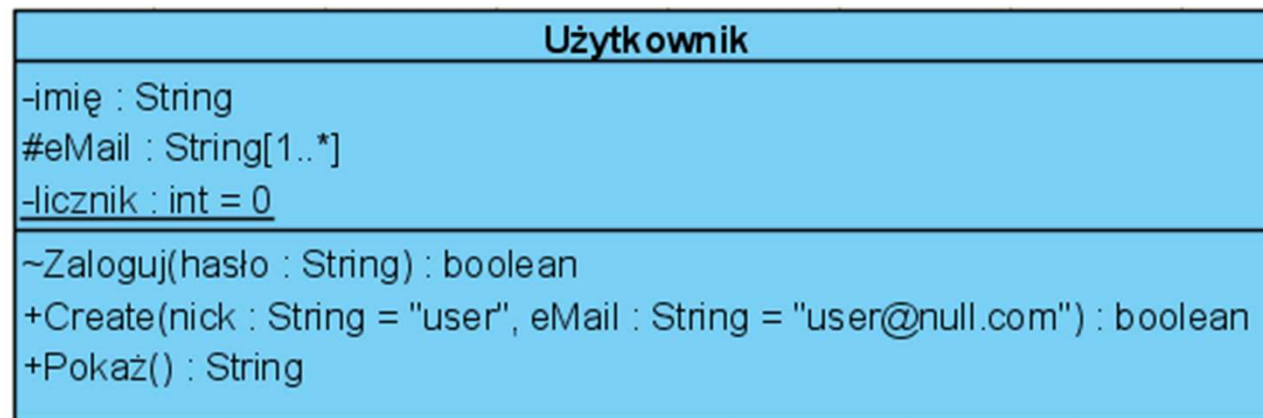 Użytkownik
-imię : String
#eMail : String[1..*]
-licznik : int = 0
~Zaloguj(hasło : String) : boolean
+Create(nick : String = "user", eMail : String = "user@null.com") : boolean
+Pokaż() : String